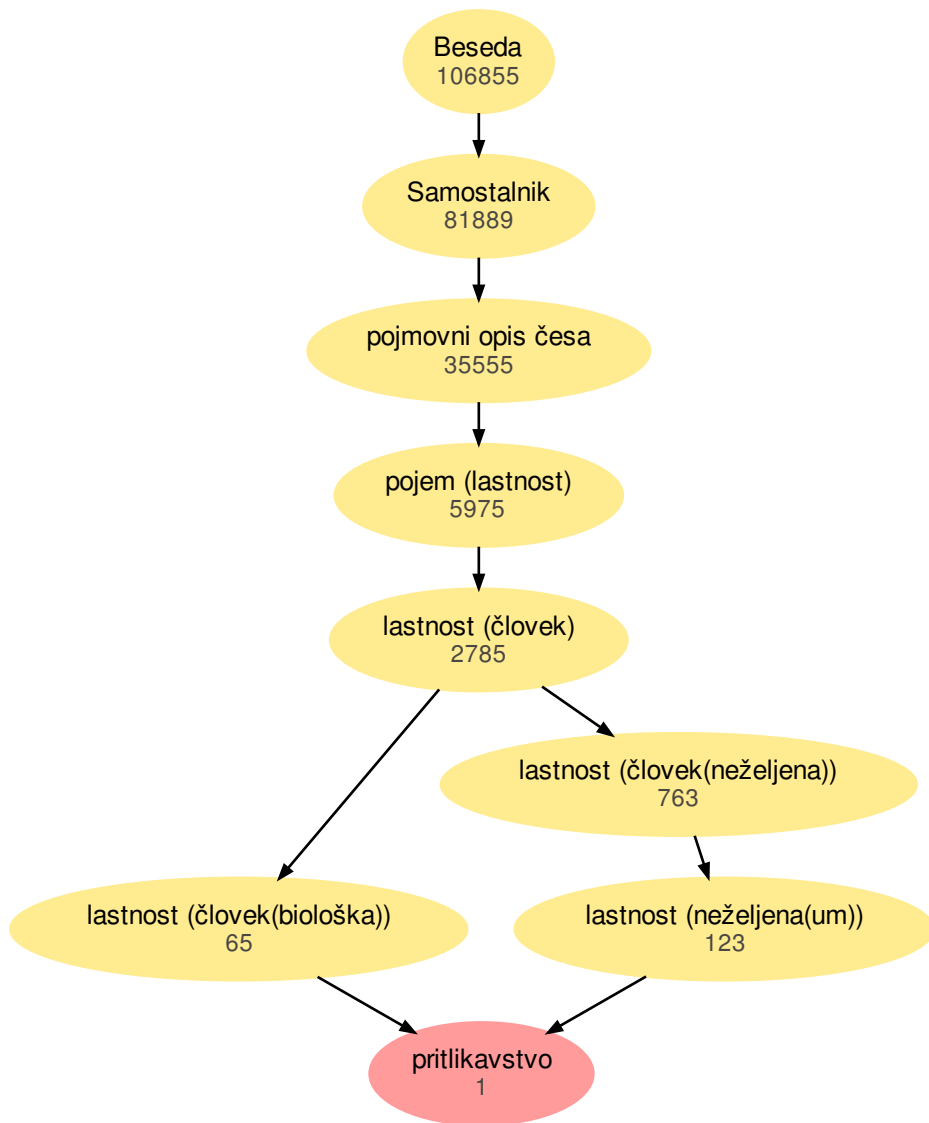 Beseda
106855
Samostalnik
81889
pojmovni opis česa
35555
pojem (lastnost)
5975
lastnost (človek)
2785
lastnost (človek(neželjena))
763
lastnost (človek(biološka))
65
lastnost (neželjena(um))
123
pritlikavstvo
1